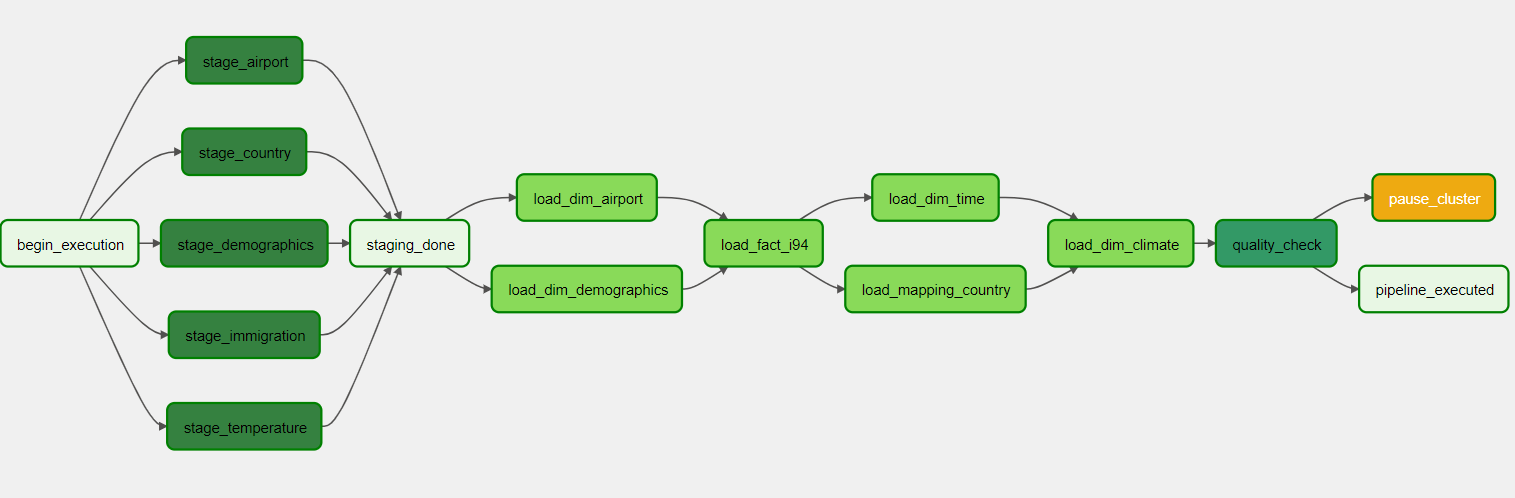 begin_execution
stage_airport
stage_country
stage_demographics
stage_immigration
stage_temperature
staging_done
load_dim_airport
load_dim_demographics
load_fact_i94
load_dim_time
load_mapping_country
load_dim_climate
quality_check
pause_cluster
pipeline_executed